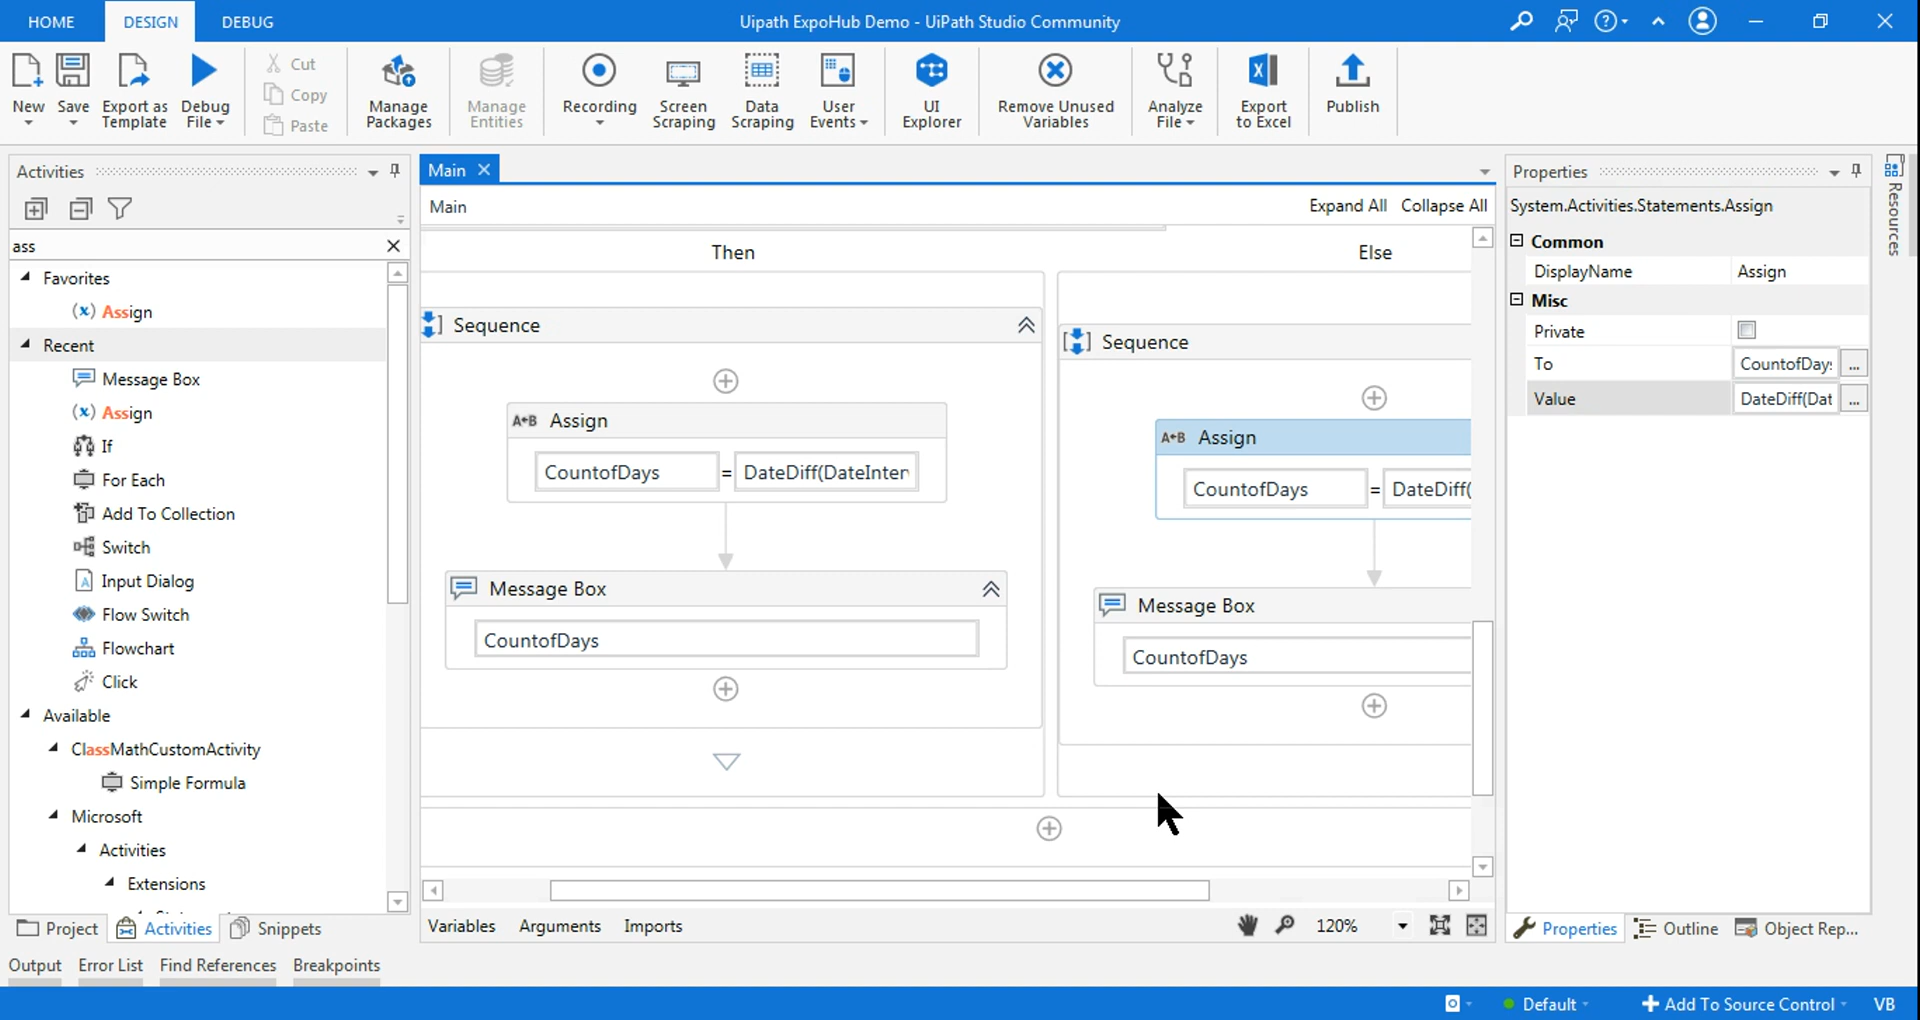 HOME DESIGN DEBUG Uipath ExpoHub Demo - UiPath Studio Community
New Save Export as Template Debug File Cut Copy Paste Manage Packages Manage Entities Recording Screen Scraping Data Scraping User Events UI Explorer Remove Unused Variables Analyze File Export to Excel Publish
Activities
ass
Favorites
Assign
Recent
Message Box
Assign
If
For Each
Add To Collection
Switch
Input Dialog
Flow Switch
Flowchart
Click
Available
ClassMathCustomActivity
Simple Formula
Microsoft
Activities
Extensions
Project Activities Snippets
Main
Main Expand All Collapse All
Then Else
Sequence
A+B Assign
CountofDays = DateDiff(DateInter
Message Box
CountofDays
Sequence
A+B Assign
CountofDays = DateDiff(
Message Box
CountofDays
Variables Arguments Imports 120%
Properties
System.Activities.Statements.Assign
Common
DisplayName Assign
Misc
Private
To CountofDay: ...
Value DateDiff(Dat ...
Properties Outline Object Rep...
Resources
Output Error List Find References Breakpoints
Default Add To Source Control VB